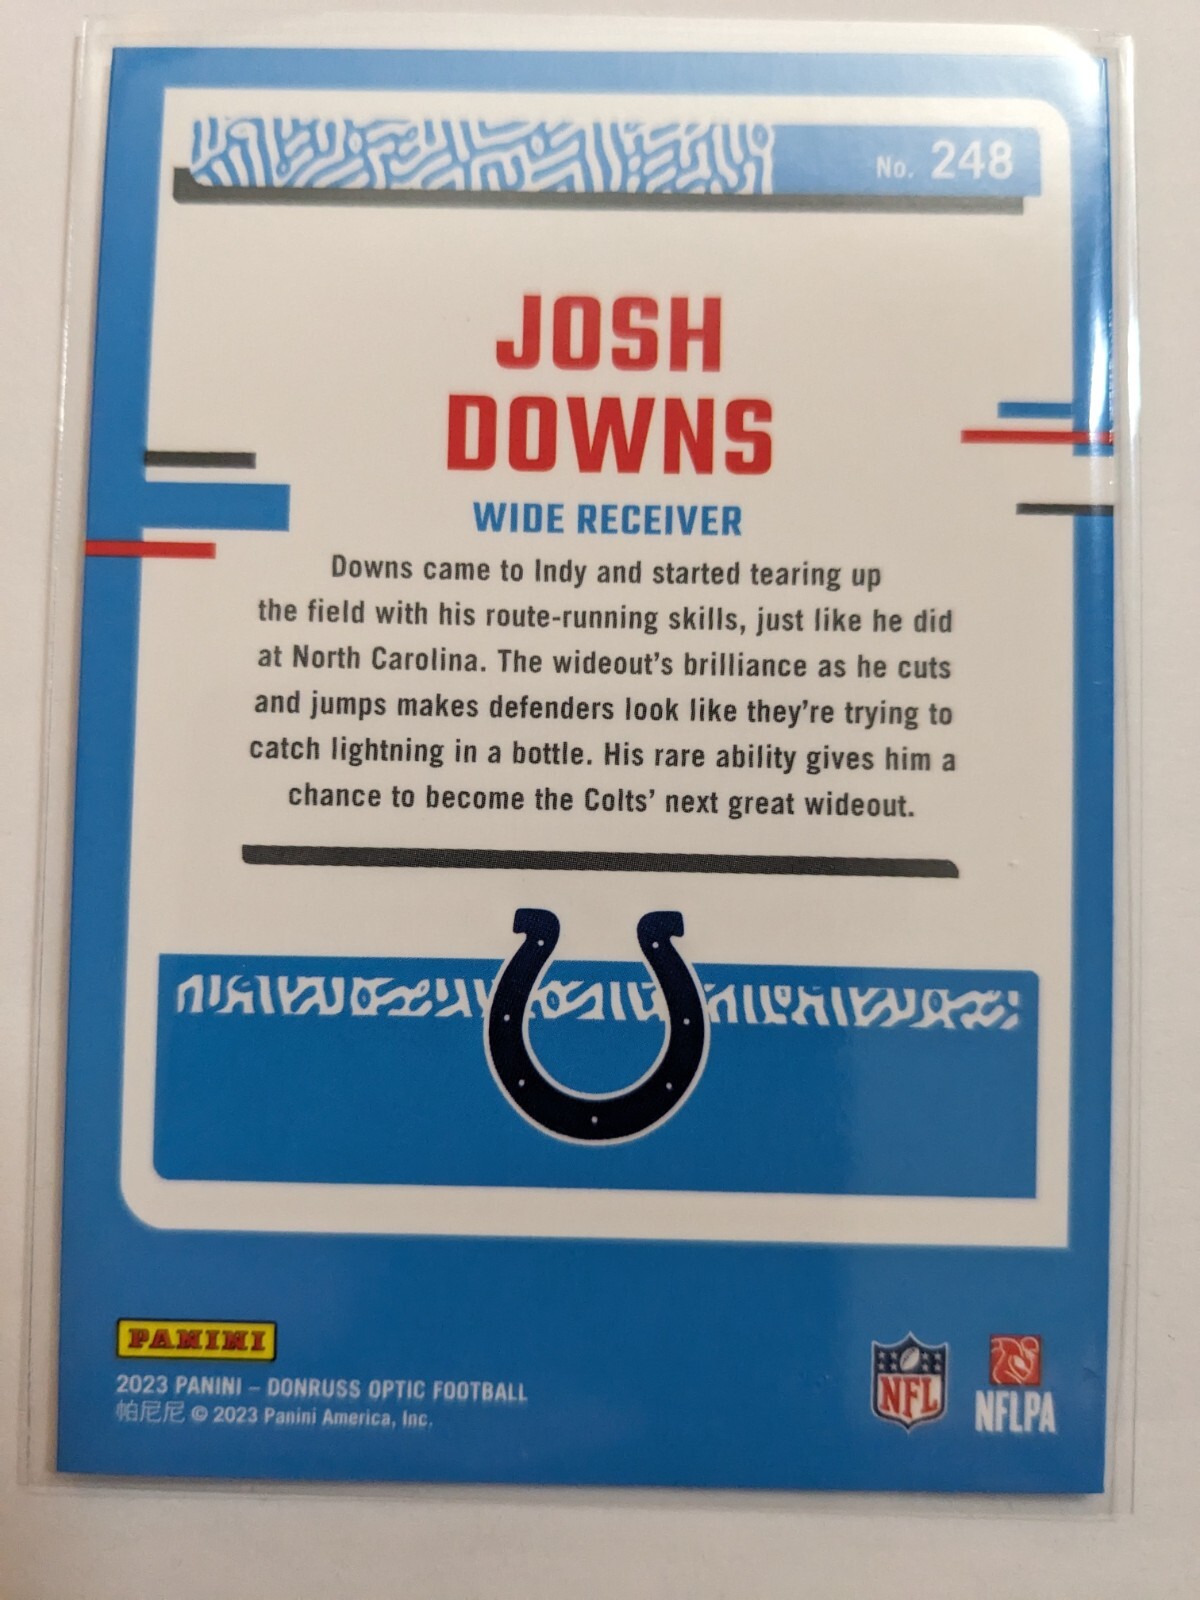 No. 248
JOSH
DOWNS
WIDE RECEIVER
Downs came to Indy and started tearing up
the field with his route-running skills, just like he did
at North Carolina. The wideout's brilliance as he cuts
and jumps makes defenders look like they're trying to
catch lightning in a bottle. His rare ability gives him a
chance to become the Colts' next great wideout.
PANINI
2023 PANINI – DONRUSS OPTIC FOOTBALL
帕尼尼 © 2023 Panini America, Inc.
NFL
NFLPA